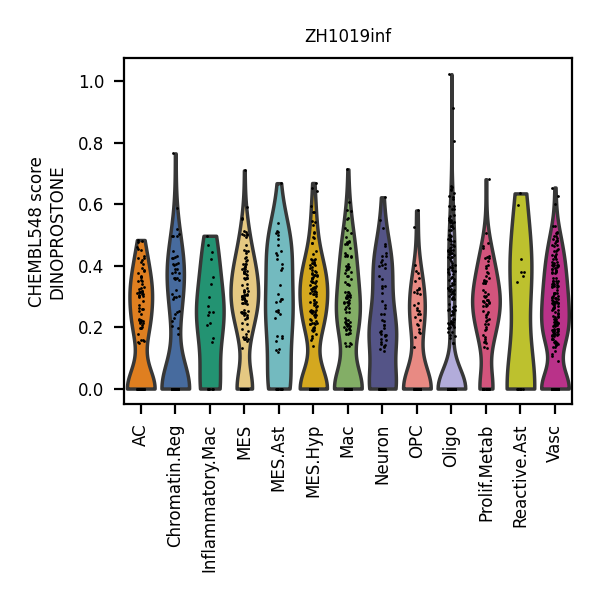 ZH1019inf
CHEMBL548 score
DINOPROSTONE
1.0
0.8
0.6
0.4
0.2
0.0
AC
Chromatin.Reg
Inflammatory.Mac
MES
MES.Ast
MES.Hyp
Mac
Neuron
OPC
Oligo
Prolif.Metab
Reactive.Ast
Vasc